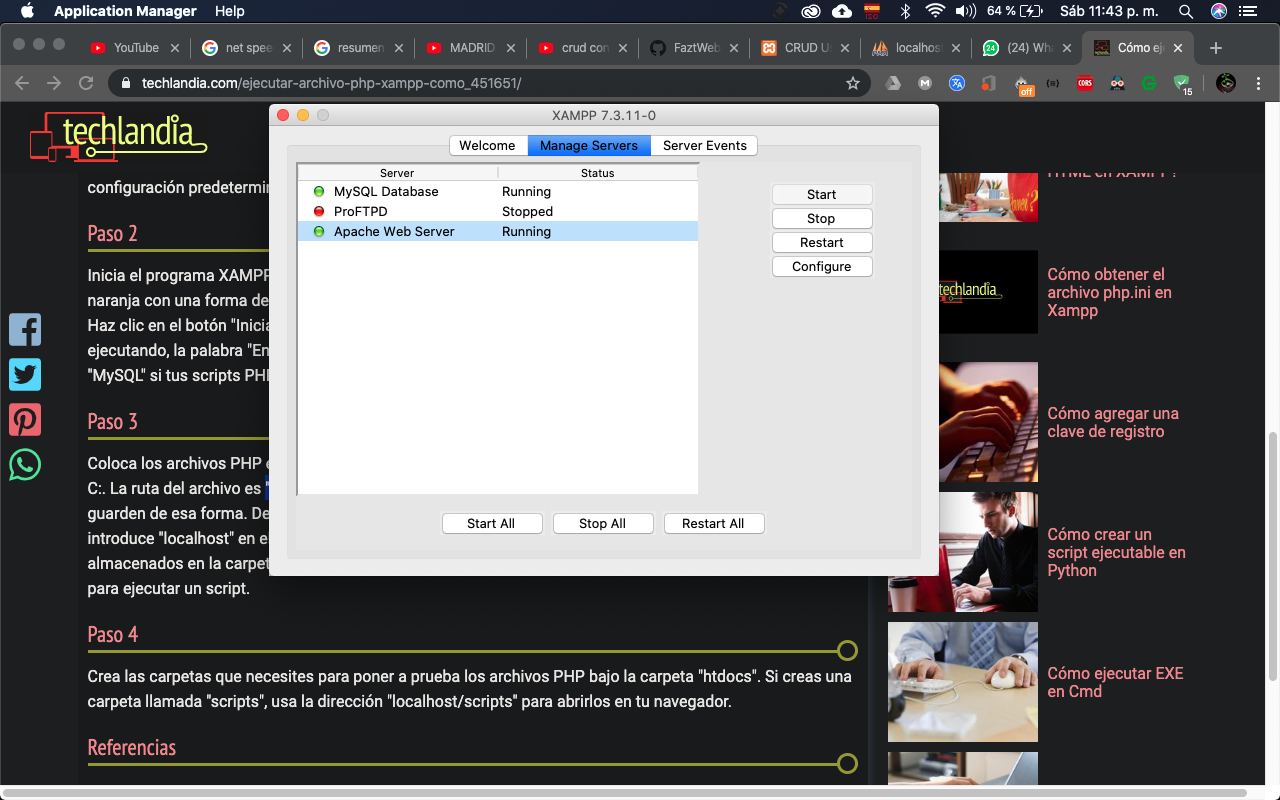 Application Manager Help
64 % Sáb 11:43 p. m.
YouTube
net spee
resumen
MADRID
crud con
FaztWeb
CRUD U
localhos
(24) Wha
Cómo ej
techlandia.com/ejecutar-archivo-php-xampp-como_451651/
off
CORS
15
techlandia
XAMPP 7.3.11-0
Welcome
Manage Servers
Server Events
Server Status
MySQL Database Running
ProFTPD Stopped
Apache Web Server Running
Start
Stop
Restart
Configure
Start All
Stop All
Restart All
configuración predetermin
Paso 2
Inicia el programa XAMPP
naranja con una forma de
Haz clic en el botón "Inicia
ejecutando, la palabra "En
"MySQL" si tus scripts PH
Paso 3
Coloca los archivos PHP e
C:. La ruta del archivo es "
guarden de esa forma. De
introduce "localhost" en e
almacenados en la carpet
para ejecutar un script.
Paso 4
Crea las carpetas que necesites para poner a prueba los archivos PHP bajo la carpeta "htdocs". Si creas una
carpeta llamada "scripts", usa la dirección "localhost/scripts" para abrirlos en tu navegador.
Referencias
HTML en XAMPP?
techlandia
Cómo obtener el
archivo php.ini en
Xampp
Cómo agregar una
clave de registro
Cómo crear un
script ejecutable en
Python
Cómo ejecutar EXE
en Cmd